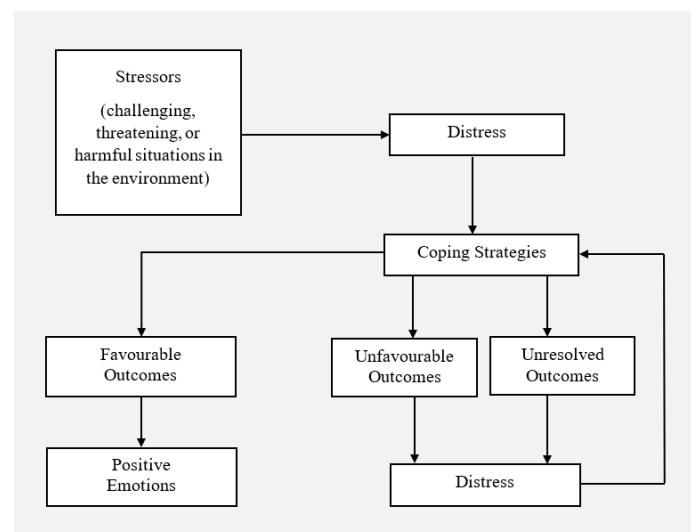 Stressors
(challenging,
threatening, or
harmful situations in
the environment)
Distress
Coping Strategies
Favourable
Outcomes
Unfavourable
Outcomes
Unresolved
Outcomes
Positive
Emotions
Distress